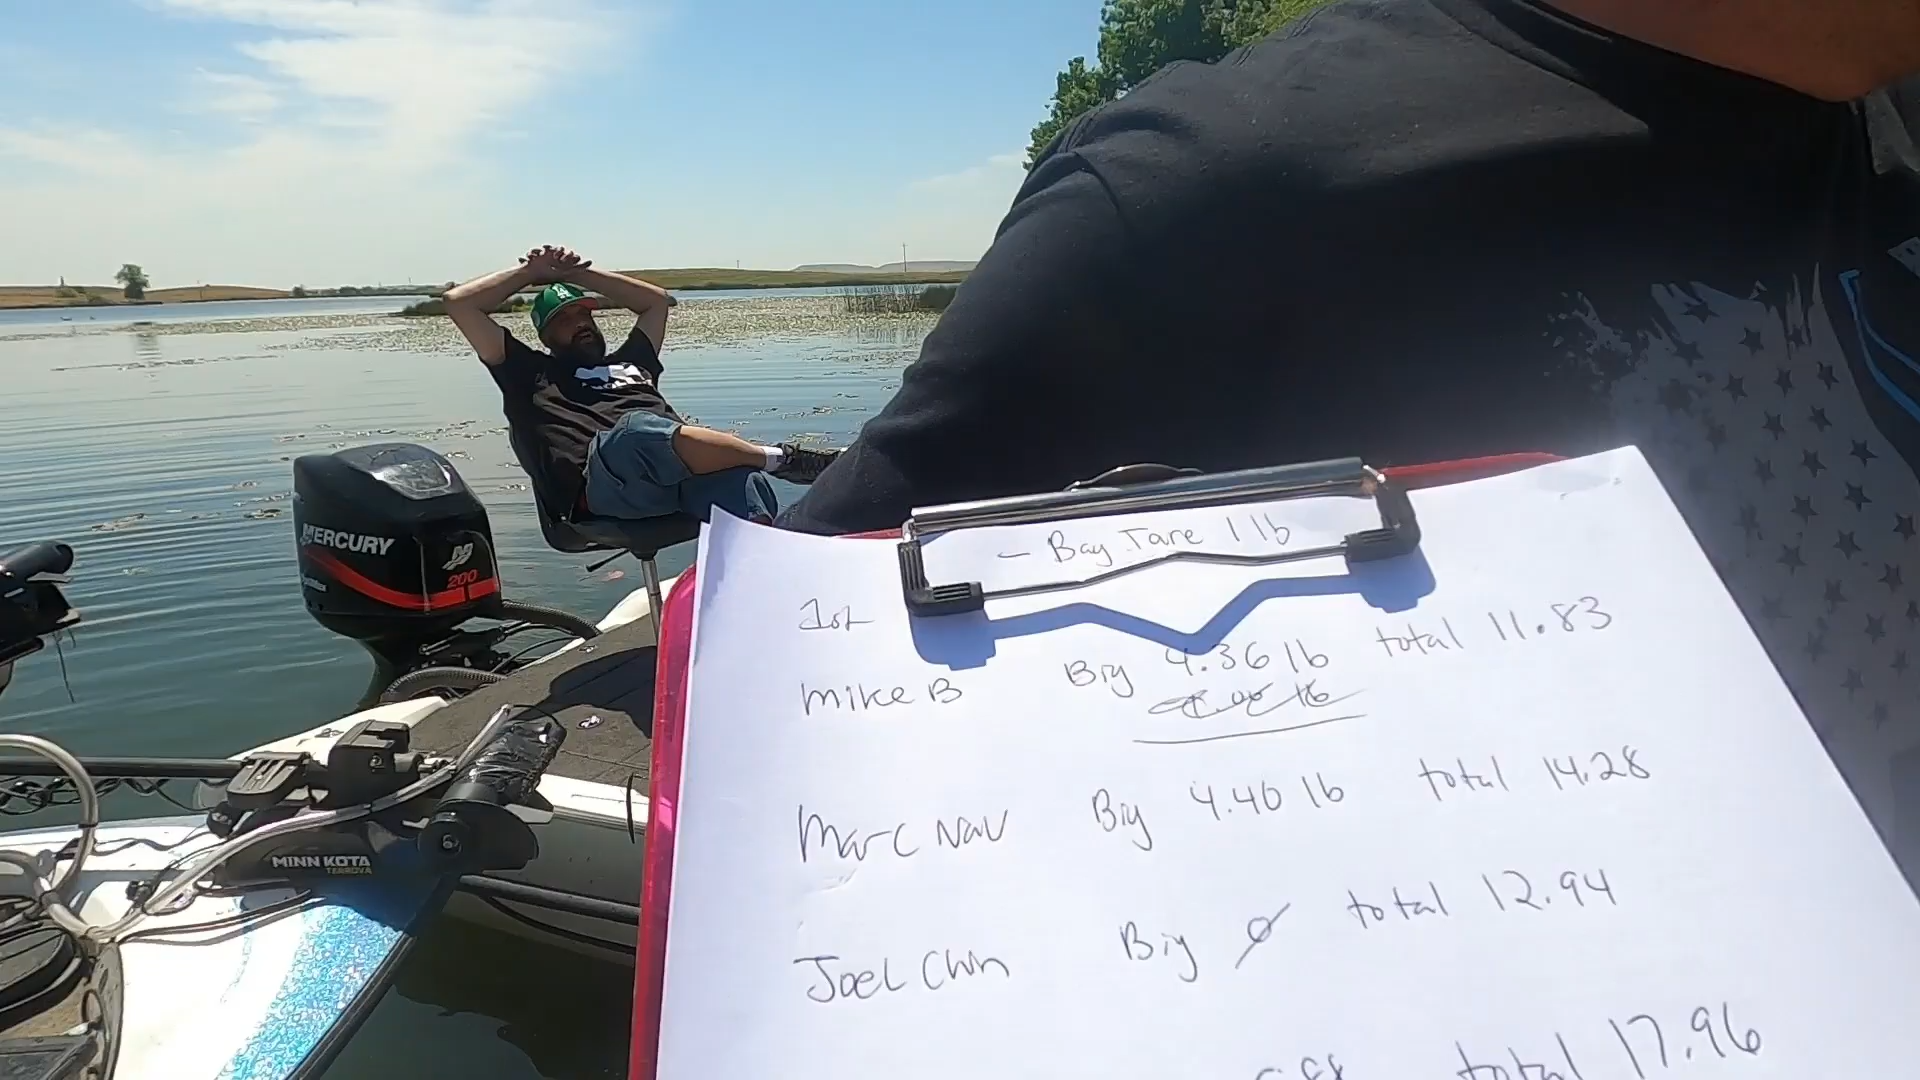 - Bag Tare 1 lb
1st
Mike B Big 4.36 lb total 11.83
Marc Nav Big 4.40 lb total 14.28
Joel Chn Big Ø total 12.94
total 17.96
MERCURY
200
MINN KOTA
TERROVA